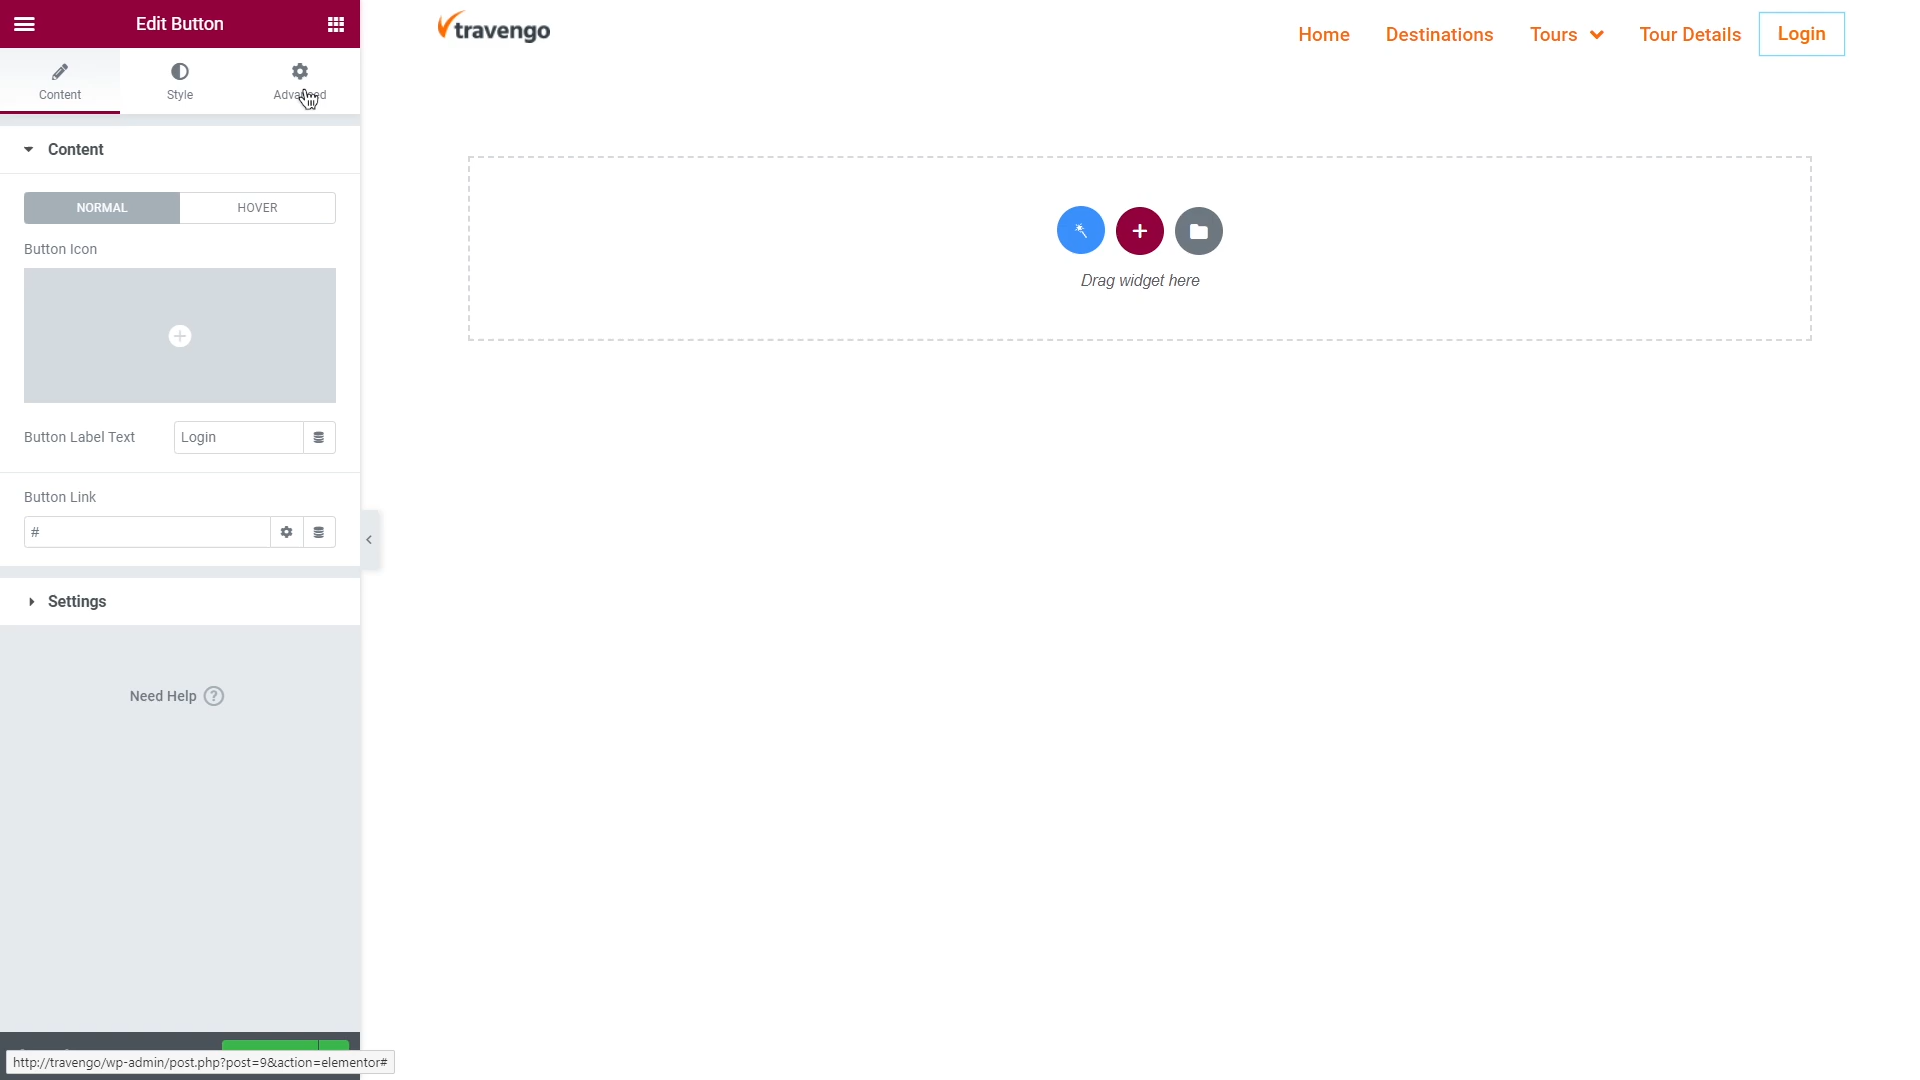 Edit Button
travengo
Home
Destinations
Tours
Tour Details
Login
Content
Style
Advanced
Content
NORMAL
HOVER
Button Icon
Drag widget here
Button Label Text
Login
Button Link
#
Settings
Need Help ?
http://travengo/wp-admin/post.php?post=9&action=elementor#